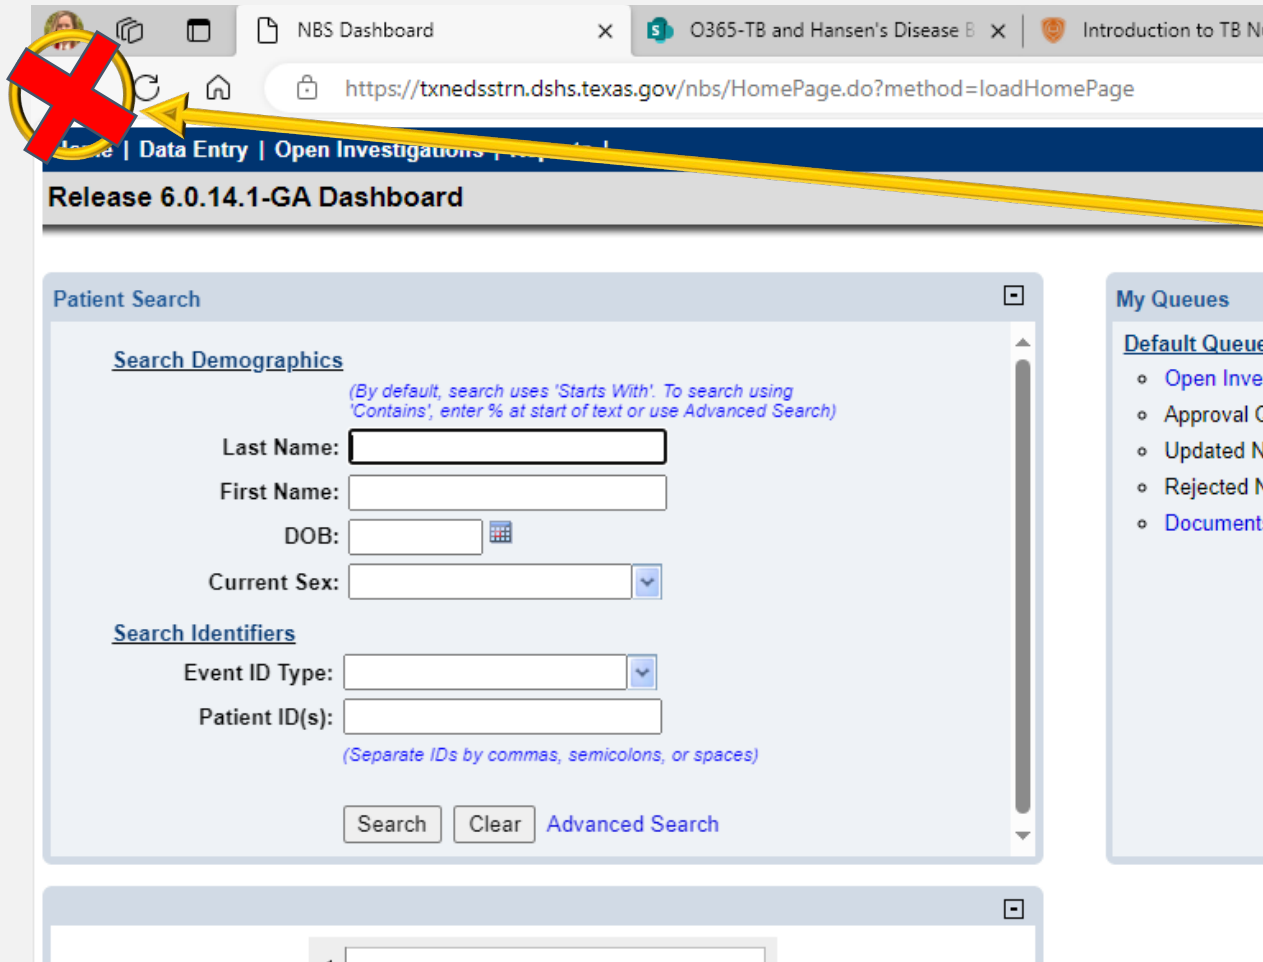 NBS Dashboard
O365-TB and Hansen's Disease B
Introduction to TB Nu
https://txnedsstrn.dshs.texas.gov/nbs/HomePage.do?method=loadHomePage
Home | Data Entry | Open Investigations | Reports |
Release 6.0.14.1-GA Dashboard
Patient Search
Search Demographics
(By default, search uses 'Starts With'. To search using
'Contains', enter % at start of text or use Advanced Search)
Last Name:
First Name:
DOB:
Current Sex:
Search Identifiers
Event ID Type:
Patient ID(s):
(Separate IDs by commas, semicolons, or spaces)
Search Clear Advanced Search
My Queues
Default Queue
Open Inve
Approval
Updated
Rejected
Document